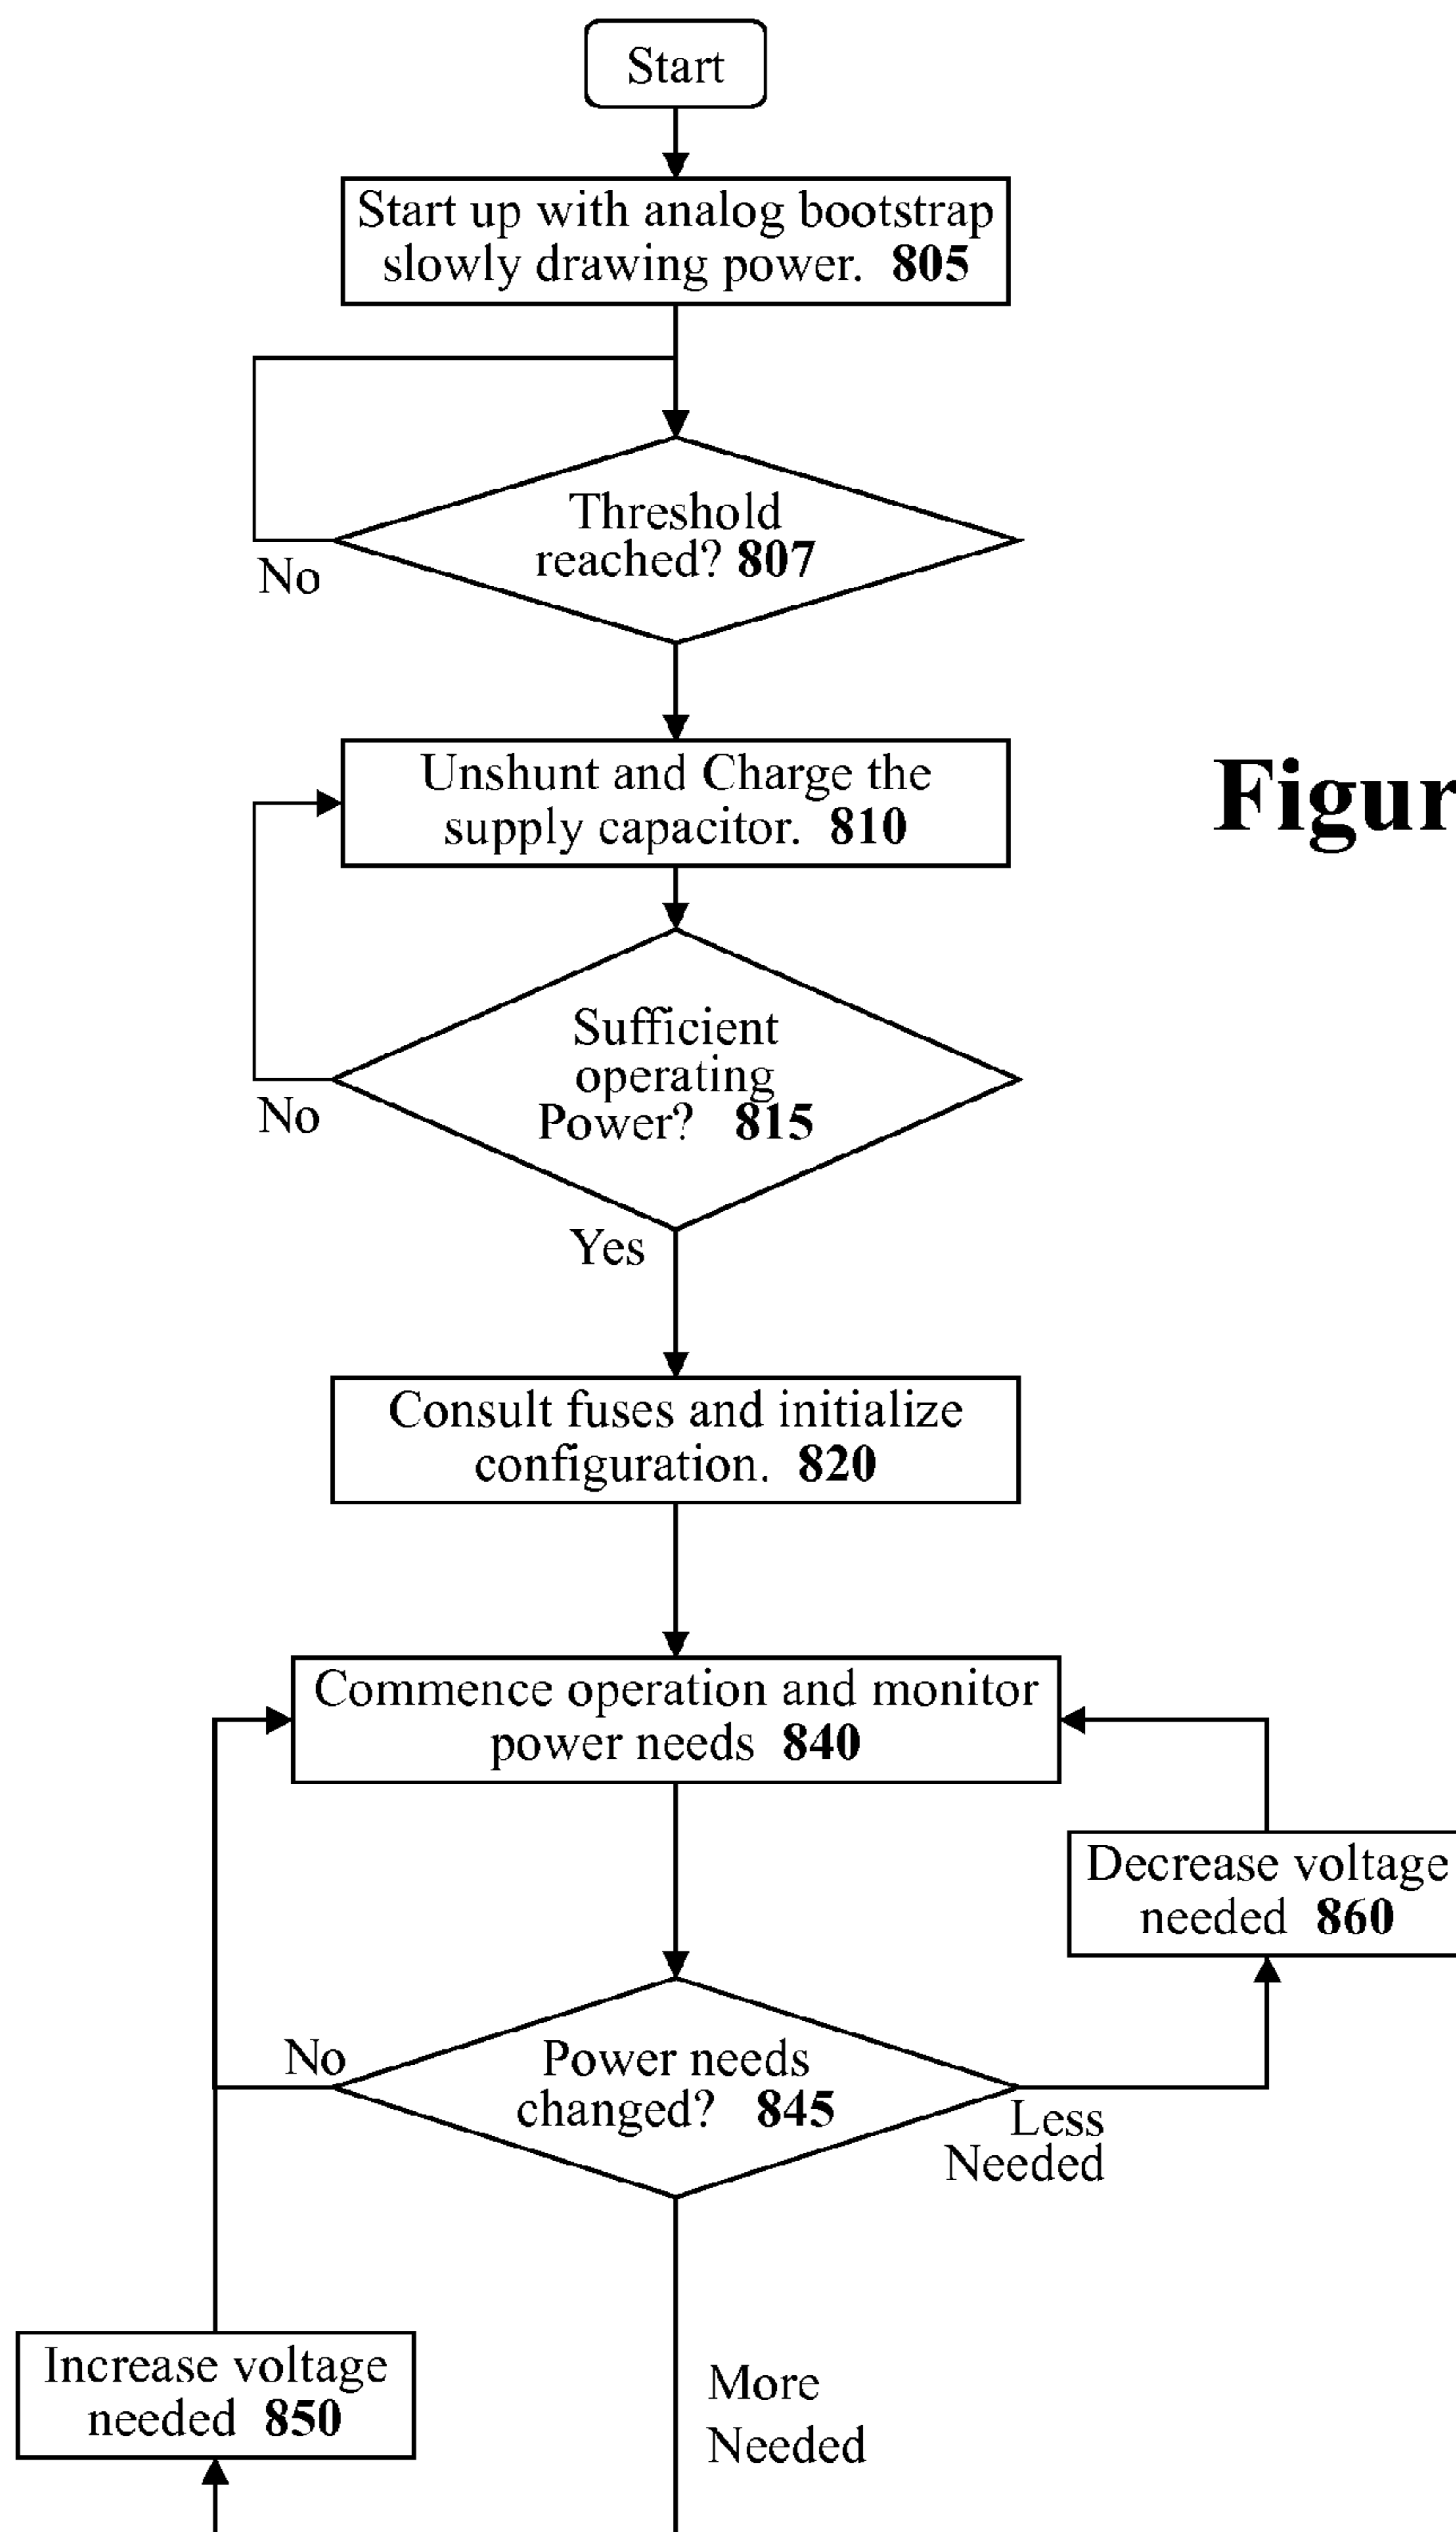 Start
Start up with analog bootstrap
slowly drawing power. 805
Threshold
reached? 807
No
Unshunt and Charge the
supply capacitor. 810
Figur
Sufficient
operating
Power? 815
No
Yes
Consult fuses and initialize
configuration. 820
Commence operation and monitor
power needs 840
Decrease voltage
needed 860
No
Power needs
changed? 845
Less
Needed
Increase voltage
needed 850
More
Needed